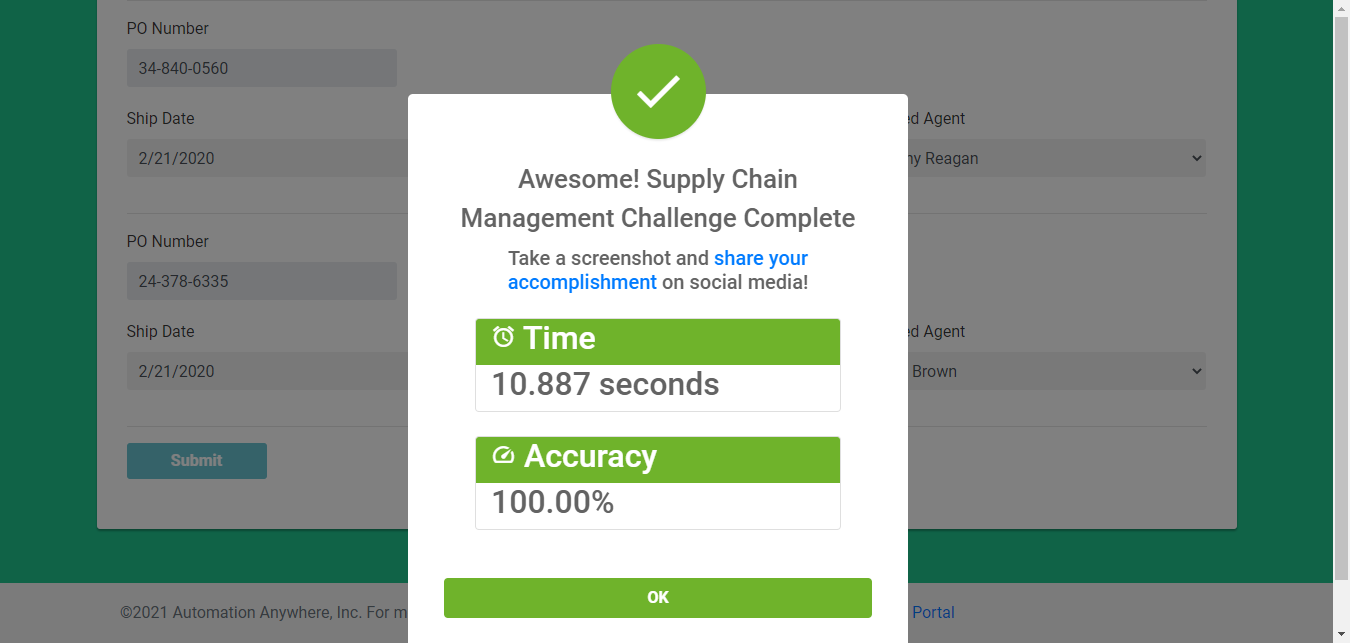 PO Number
34-840-0560
Ship Date
ed Agent
2/21/2020
ny Reagan
PO Number
24-378-6335
Ship Date
ed Agent
2/21/2020
Brown
Submit
Awesome! Supply Chain
Management Challenge Complete
Take a screenshot and share your
accomplishment on social media!
Time
10.887 seconds
Accuracy
100.00%
OK
©2021 Automation Anywhere, Inc. For m
Portal